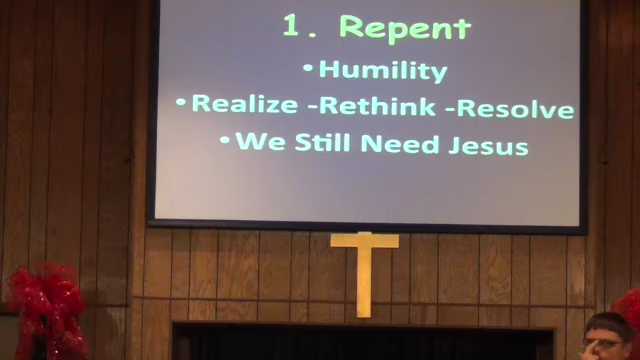 1. Repent
•Humility
•Realize -Rethink -Resolve
•We Still Need Jesus